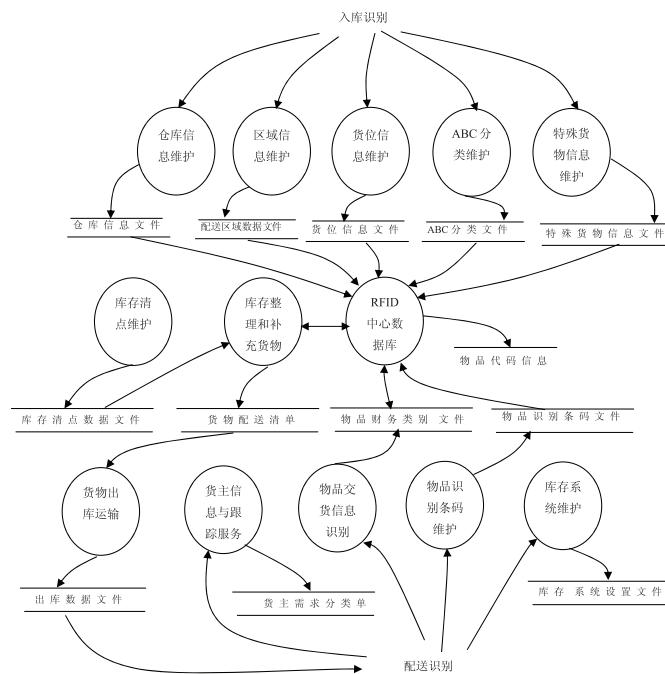 入库识别
仓库信
息维护
区域信
息维护
货位信
息维护
ABC分
类维护
特殊货
物信息
维护
仓库信息文件
配送区域数据文件
货位信息文件
ABC分类文件
特殊货物信息文件
库存清
点维护
库存整
理和补
充货物
RFID
中心数
据库
物品代码信息
库存清点数据文件
货物配送清单
物品财务类别 文件
物品识别条码文件
货物出
库运输
货主信
息与跟
踪服务
物品交
货信息
识别
物品识
别条码
维护
库存系
统维护
出库数据文件
货主需求分类单
库存 系统设置文件
配送识别